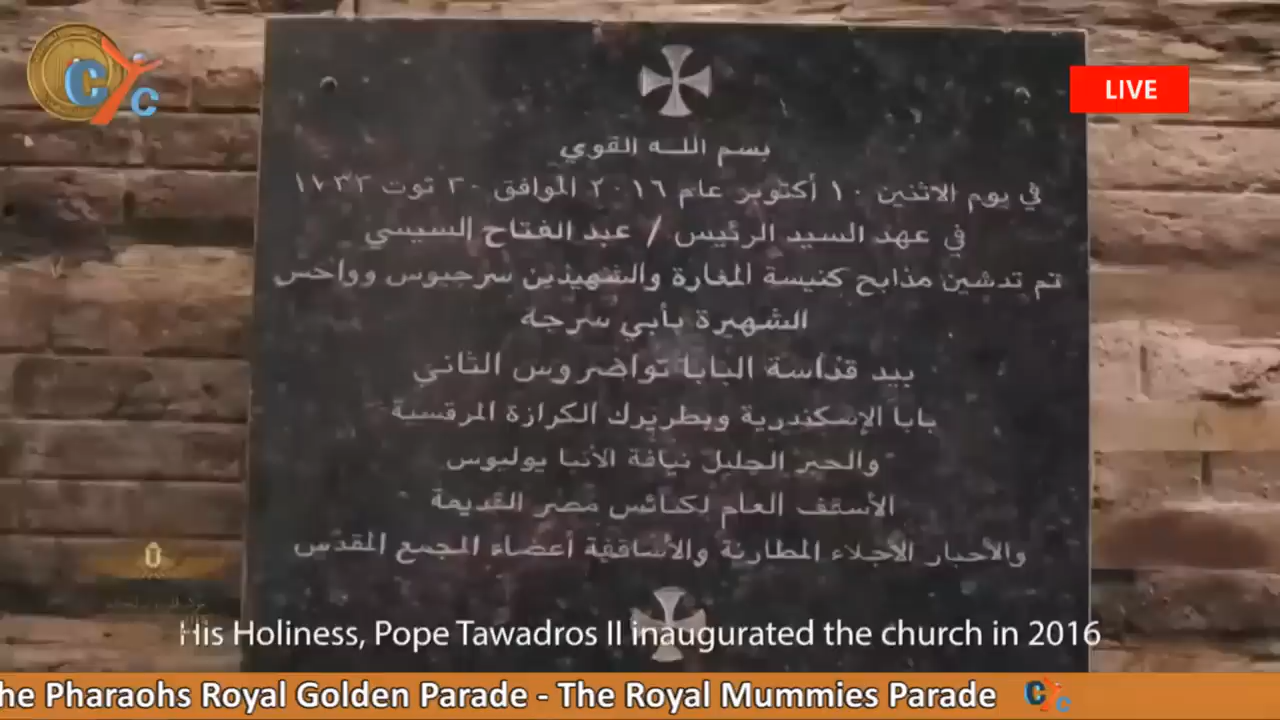 LIVE
بسم اللـه القوي
في يوم الاثنين ١٠ أكتوبر عام ٢٠١٦ الموافق ٣٠ توت ١٧٣٣
في عهد السيد الرئيس / عبد الفتاح السيسي
تم تدشين مذابح كنيسة المغارة والشهيدين سرجيوس وواخس
الشهيرة بأبي سرجة
بيد قداسة البابا تواضروس الثاني
بابا الإسكندرية وبطريرك الكرازة المرقسية
والحبر الجليل نيافة الأنبا يوليوس
الأسقف العام لكنائس مصر القديمة
والأحبار الأجلاء المطارنة والأساقفة أعضاء المجمع المقدس
His Holiness, Pope Tawadros II inaugurated the church in 2016
he Pharaohs Royal Golden Parade - The Royal Mummies Parade